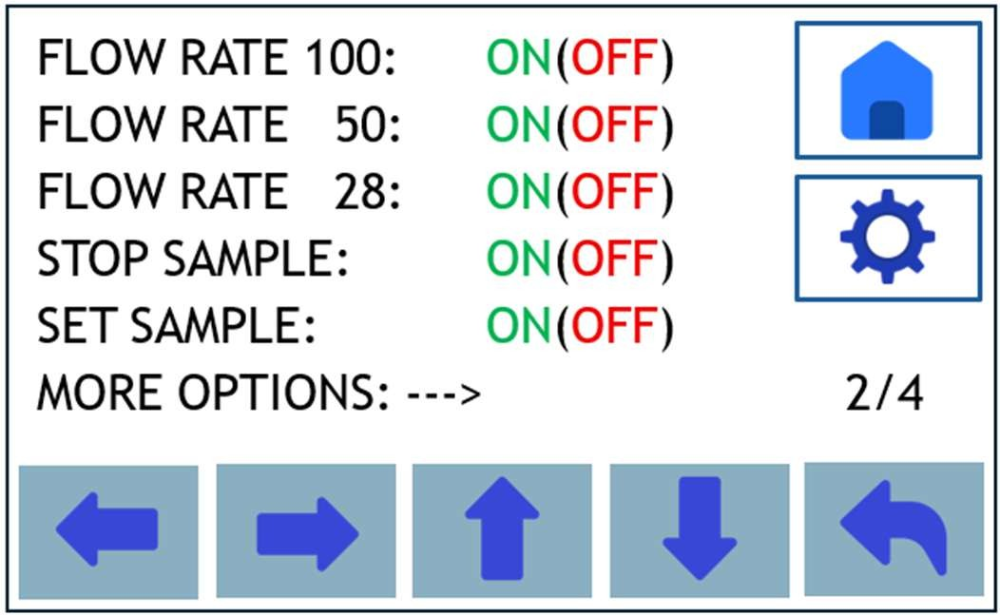 FLOW RATE 100: ON(OFF)
FLOW RATE 50: ON(OFF)
FLOW RATE 28: ON(OFF)
STOP SAMPLE: ON(OFF)
SET SAMPLE: ON(OFF)
MORE OPTIONS: ---> 2/4